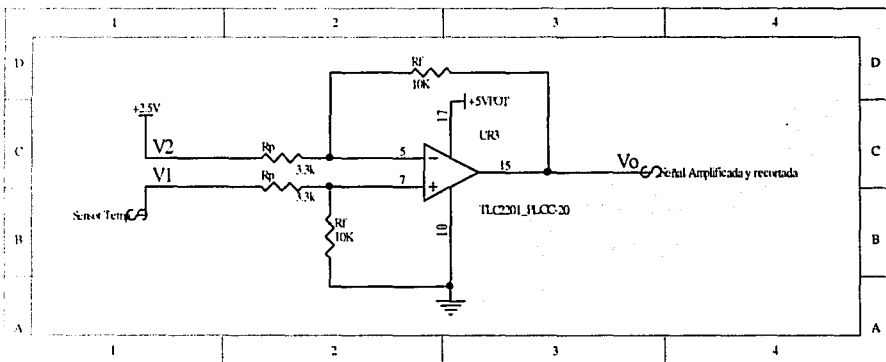 1 2 3 4
D D
Rf
10K
+5VPOT
17
+2.5V
UR3
C C
V2 Rp 5
3.3k
15
Vo Señal Amplificada y recortada
V1 Rp 7
3.3k
Sensor Temp
Rf
10K
10
TLC2201_PLCC-20
B B
A A
1 2 3 4